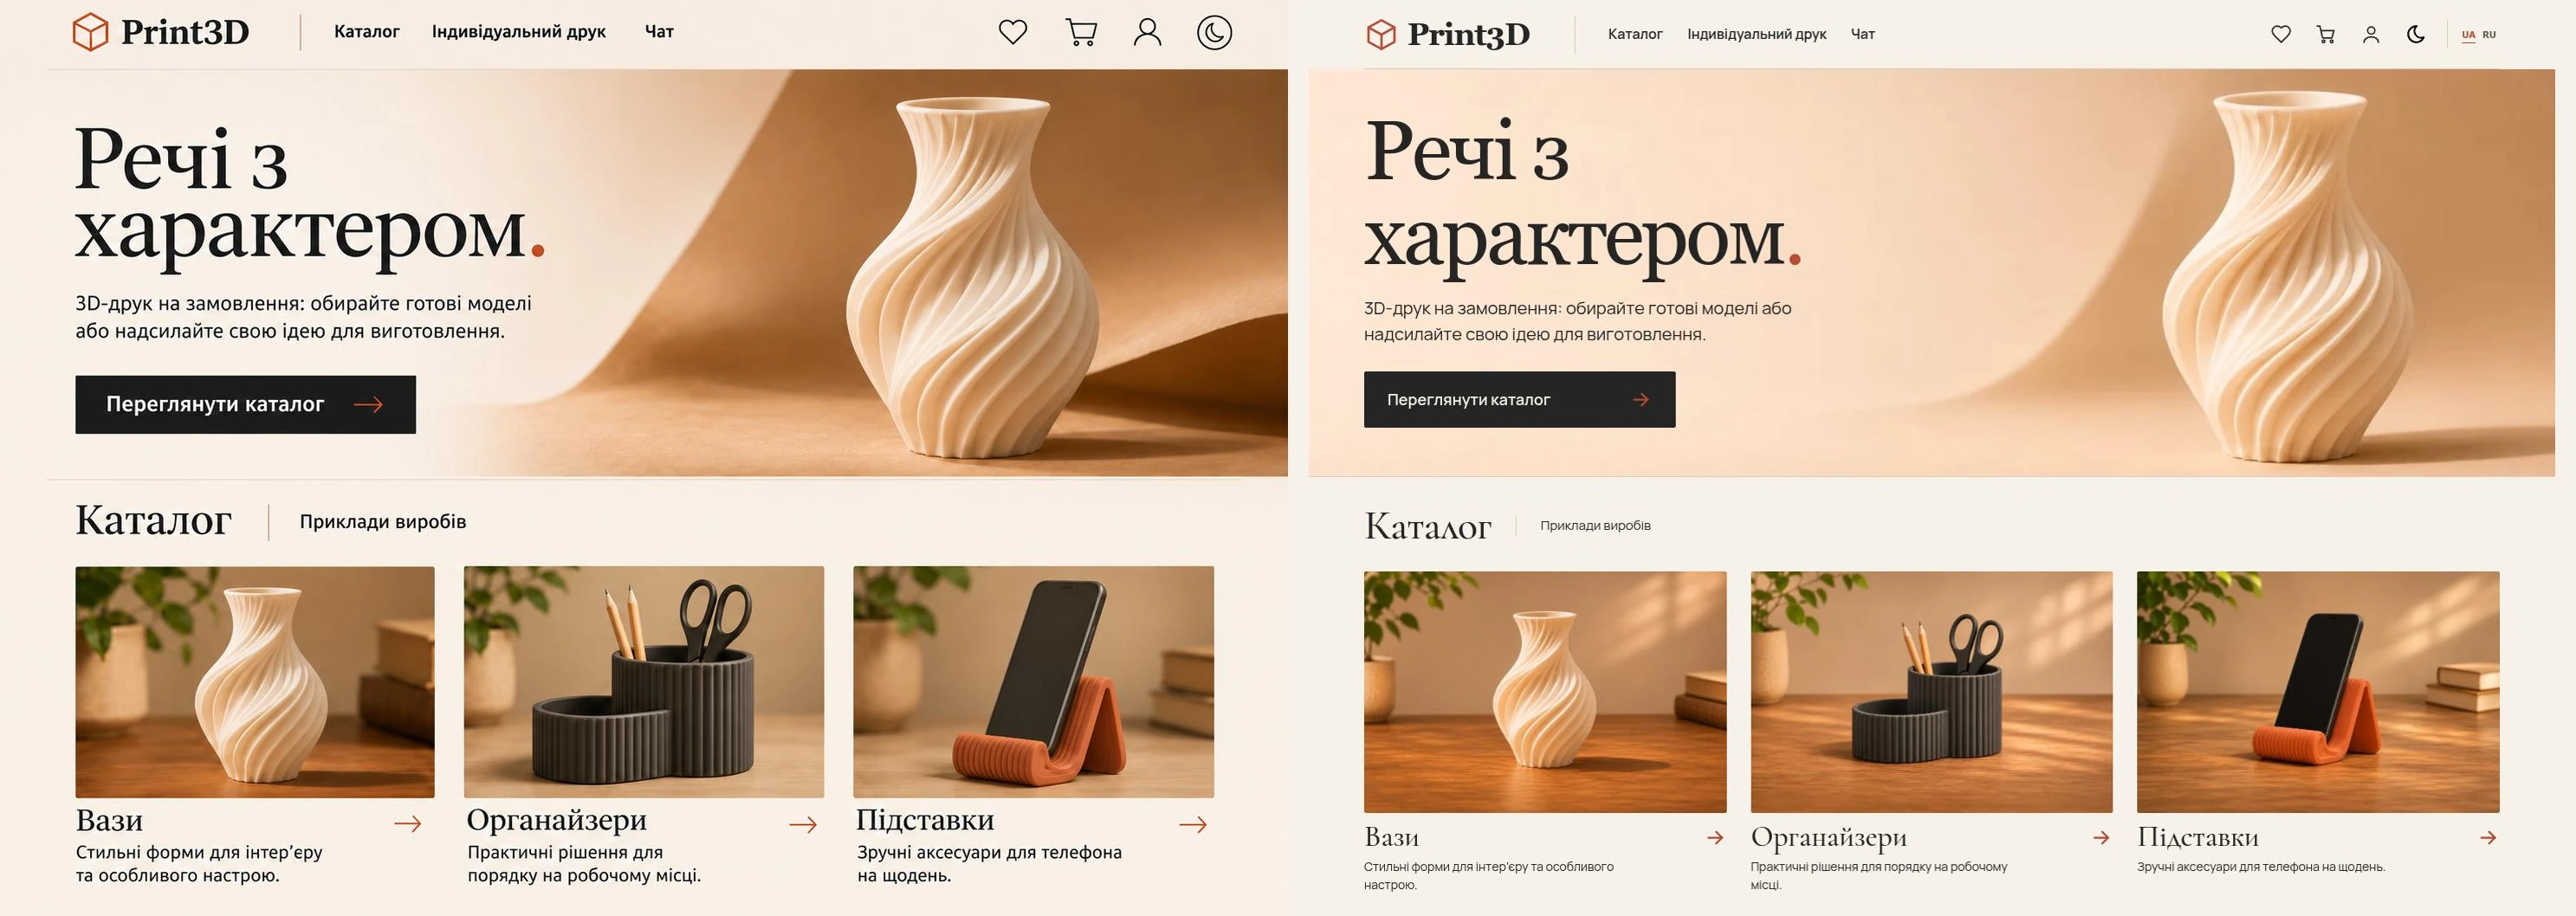 Print3D
Каталог
Індивідуальний друк
Чат
Речі з
характером.
3D-друк на замовлення: обирайте готові моделі
або надсилайте свою ідею для виготовлення.
Переглянути каталог
Каталог
Приклади виробів
Вази
Стильні форми для інтер'єру
та особливого настрою.
Органайзери
Практичні рішення для
порядку на робочому місці.
Підставки
Зручні аксесуари для телефона
на щодень.
Print3D
Каталог
Індивідуальний друк
Чат
UA RU
Речі з
характером.
3D-друк на замовлення: обирайте готові моделі або
надсилайте свою ідею для виготовлення.
Переглянути каталог
Каталог
Приклади виробів
Вази
Стильні форми для інтер'єру та особливого
настрою.
Органайзери
Практичні рішення для порядку на робочому
місці.
Підставки
Зручні аксесуари для телефона на щодень.